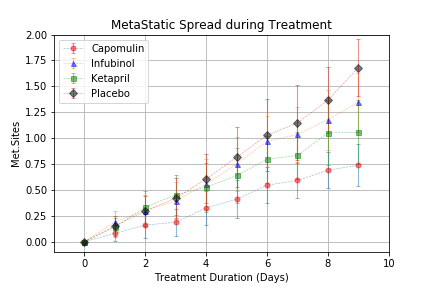 MetaStatic Spread during Treatment
Capomulin
Infubinol
Ketapril
Placebo
2.00
1.75
1.50
1.25
1.00
0.75
0.50
0.25
0.00
Met.Sites
0 2 4 6 8 10
Treatment Duration (Days)